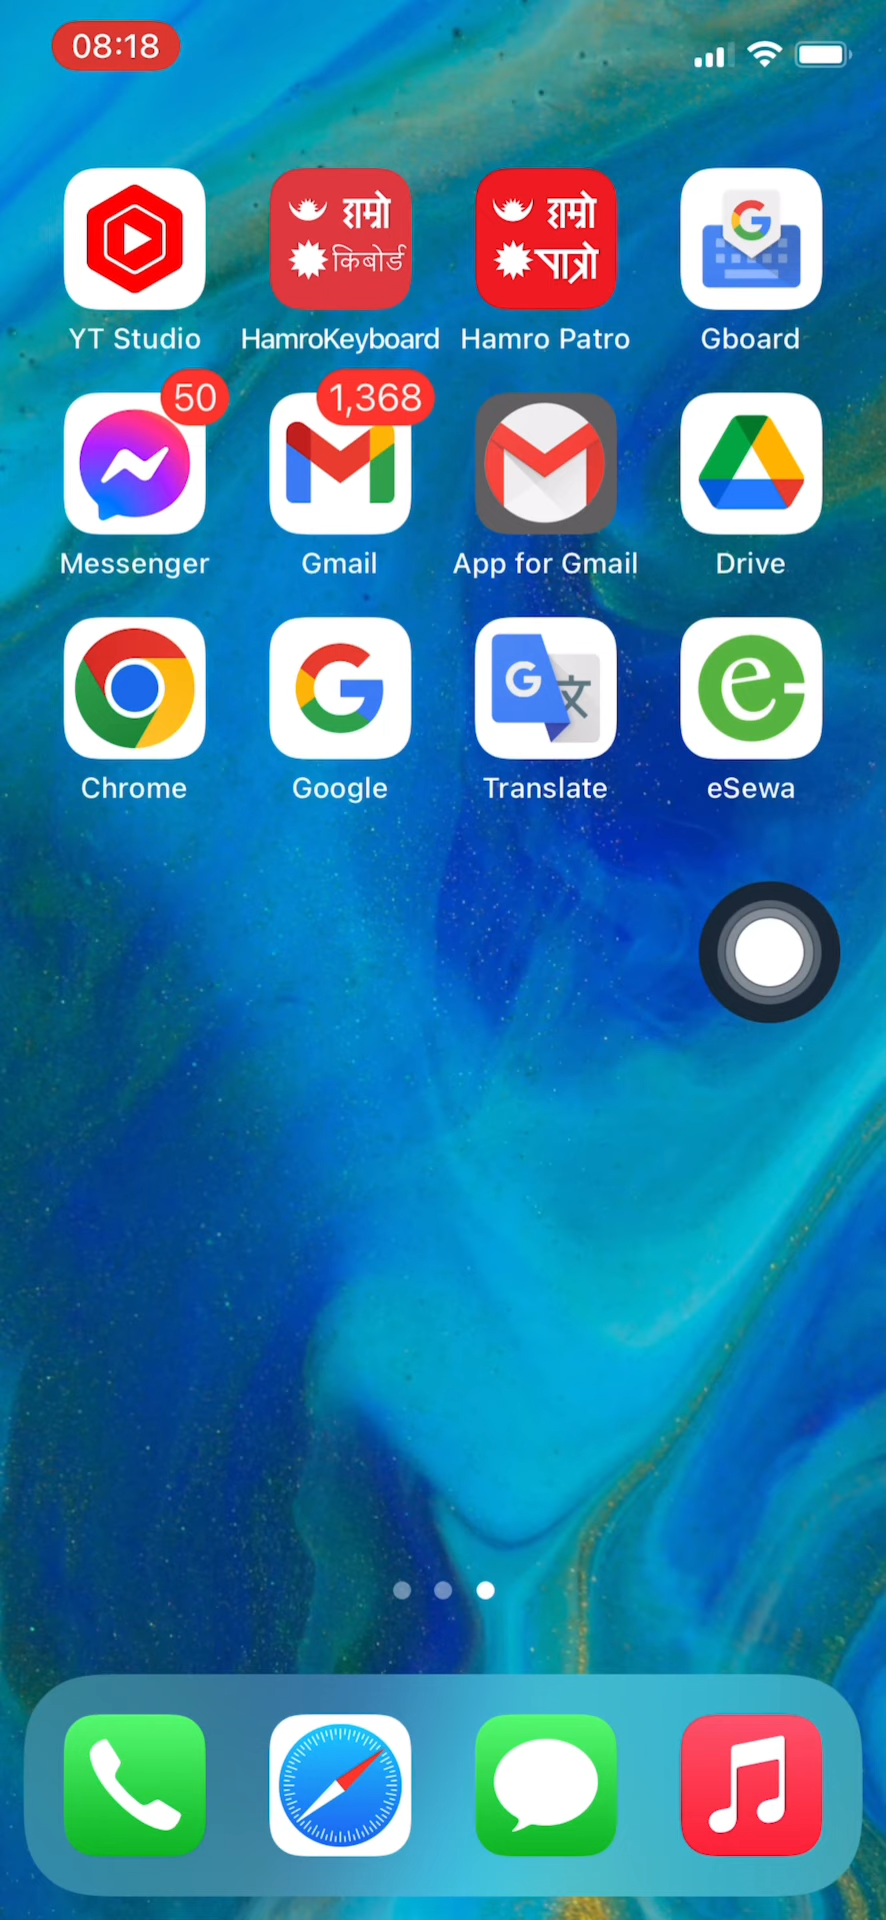 08:18
हाम्रो
किबोर्ड
हाम्रो
पात्रो
G
YT Studio
HamroKeyboard
Hamro Patro
Gboard
50
1,368
Messenger
Gmail
App for Gmail
Drive
G
G
文
e
Chrome
Google
Translate
eSewa